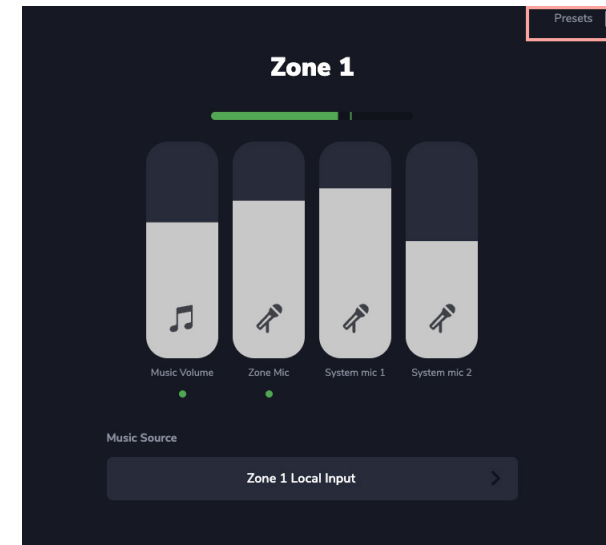 Presets
Zone 1
Music Volume Zone Mic System mic 1 System mic 2
Music Source
Zone 1 Local Input